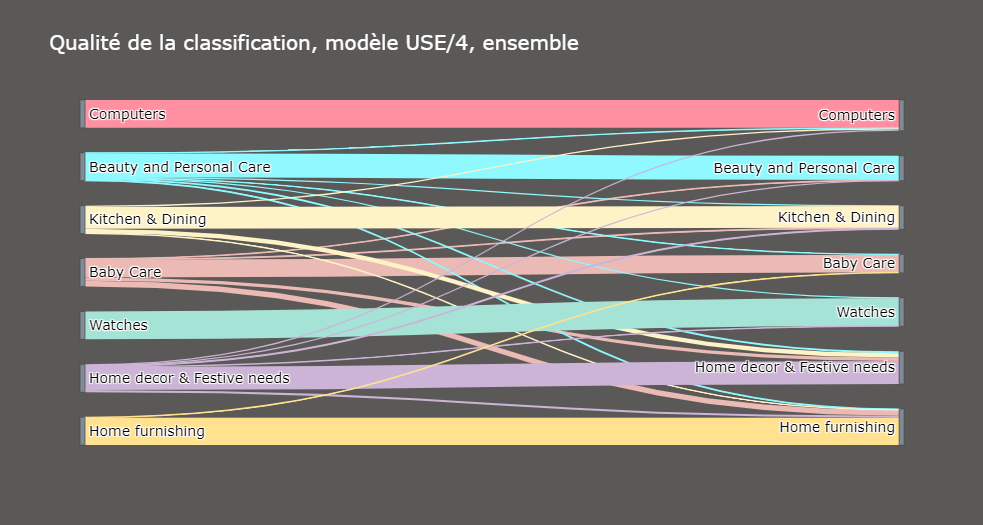 Qualité de la classification, modèle USE/4, ensemble
Computers
Computers
Beauty and Personal Care
Beauty and Personal Care
Kitchen & Dining
Kitchen & Dining
Baby Care
Baby Care
Watches
Watches
Home decor & Festive needs
Home decor & Festive needs
Home furnishing
Home furnishing